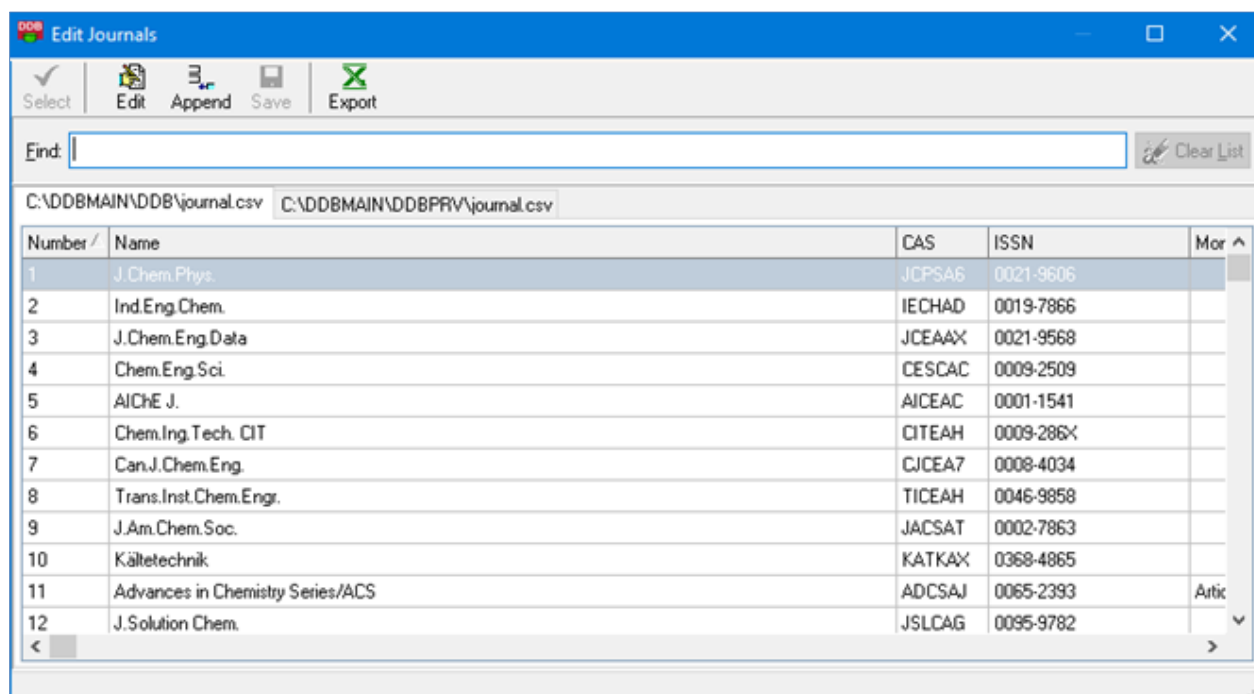 DDB Edit Journals
Select Edit Append Save Export
Find: Clear List
C:\DDBMAIN\DDB\journal.csv C:\DDBMAIN\DDBPRV\journal.csv
Number Name CAS ISSN Mor
1 J.Chem.Phys. JCPSA6 0021-9606
2 Ind.Eng.Chem. IECHAD 0019-7866
3 J.Chem.Eng.Data JCEAAX 0021-9568
4 Chem.Eng.Sci. CESCAC 0009-2509
5 AIChE J. AICEAC 0001-1541
6 Chem.Ing.Tech. CIT CITEAH 0009-286X
7 Can.J.Chem.Eng. CJCEA7 0008-4034
8 Trans.Inst.Chem.Engr. TICEAH 0046-9858
9 J.Am.Chem.Soc. JACSAT 0002-7863
10 Kältetechnik KATKAX 0368-4865
11 Advances in Chemistry Series/ACS ADCSAJ 0065-2393 Artic
12 J.Solution Chem. JSLCAG 0095-9782